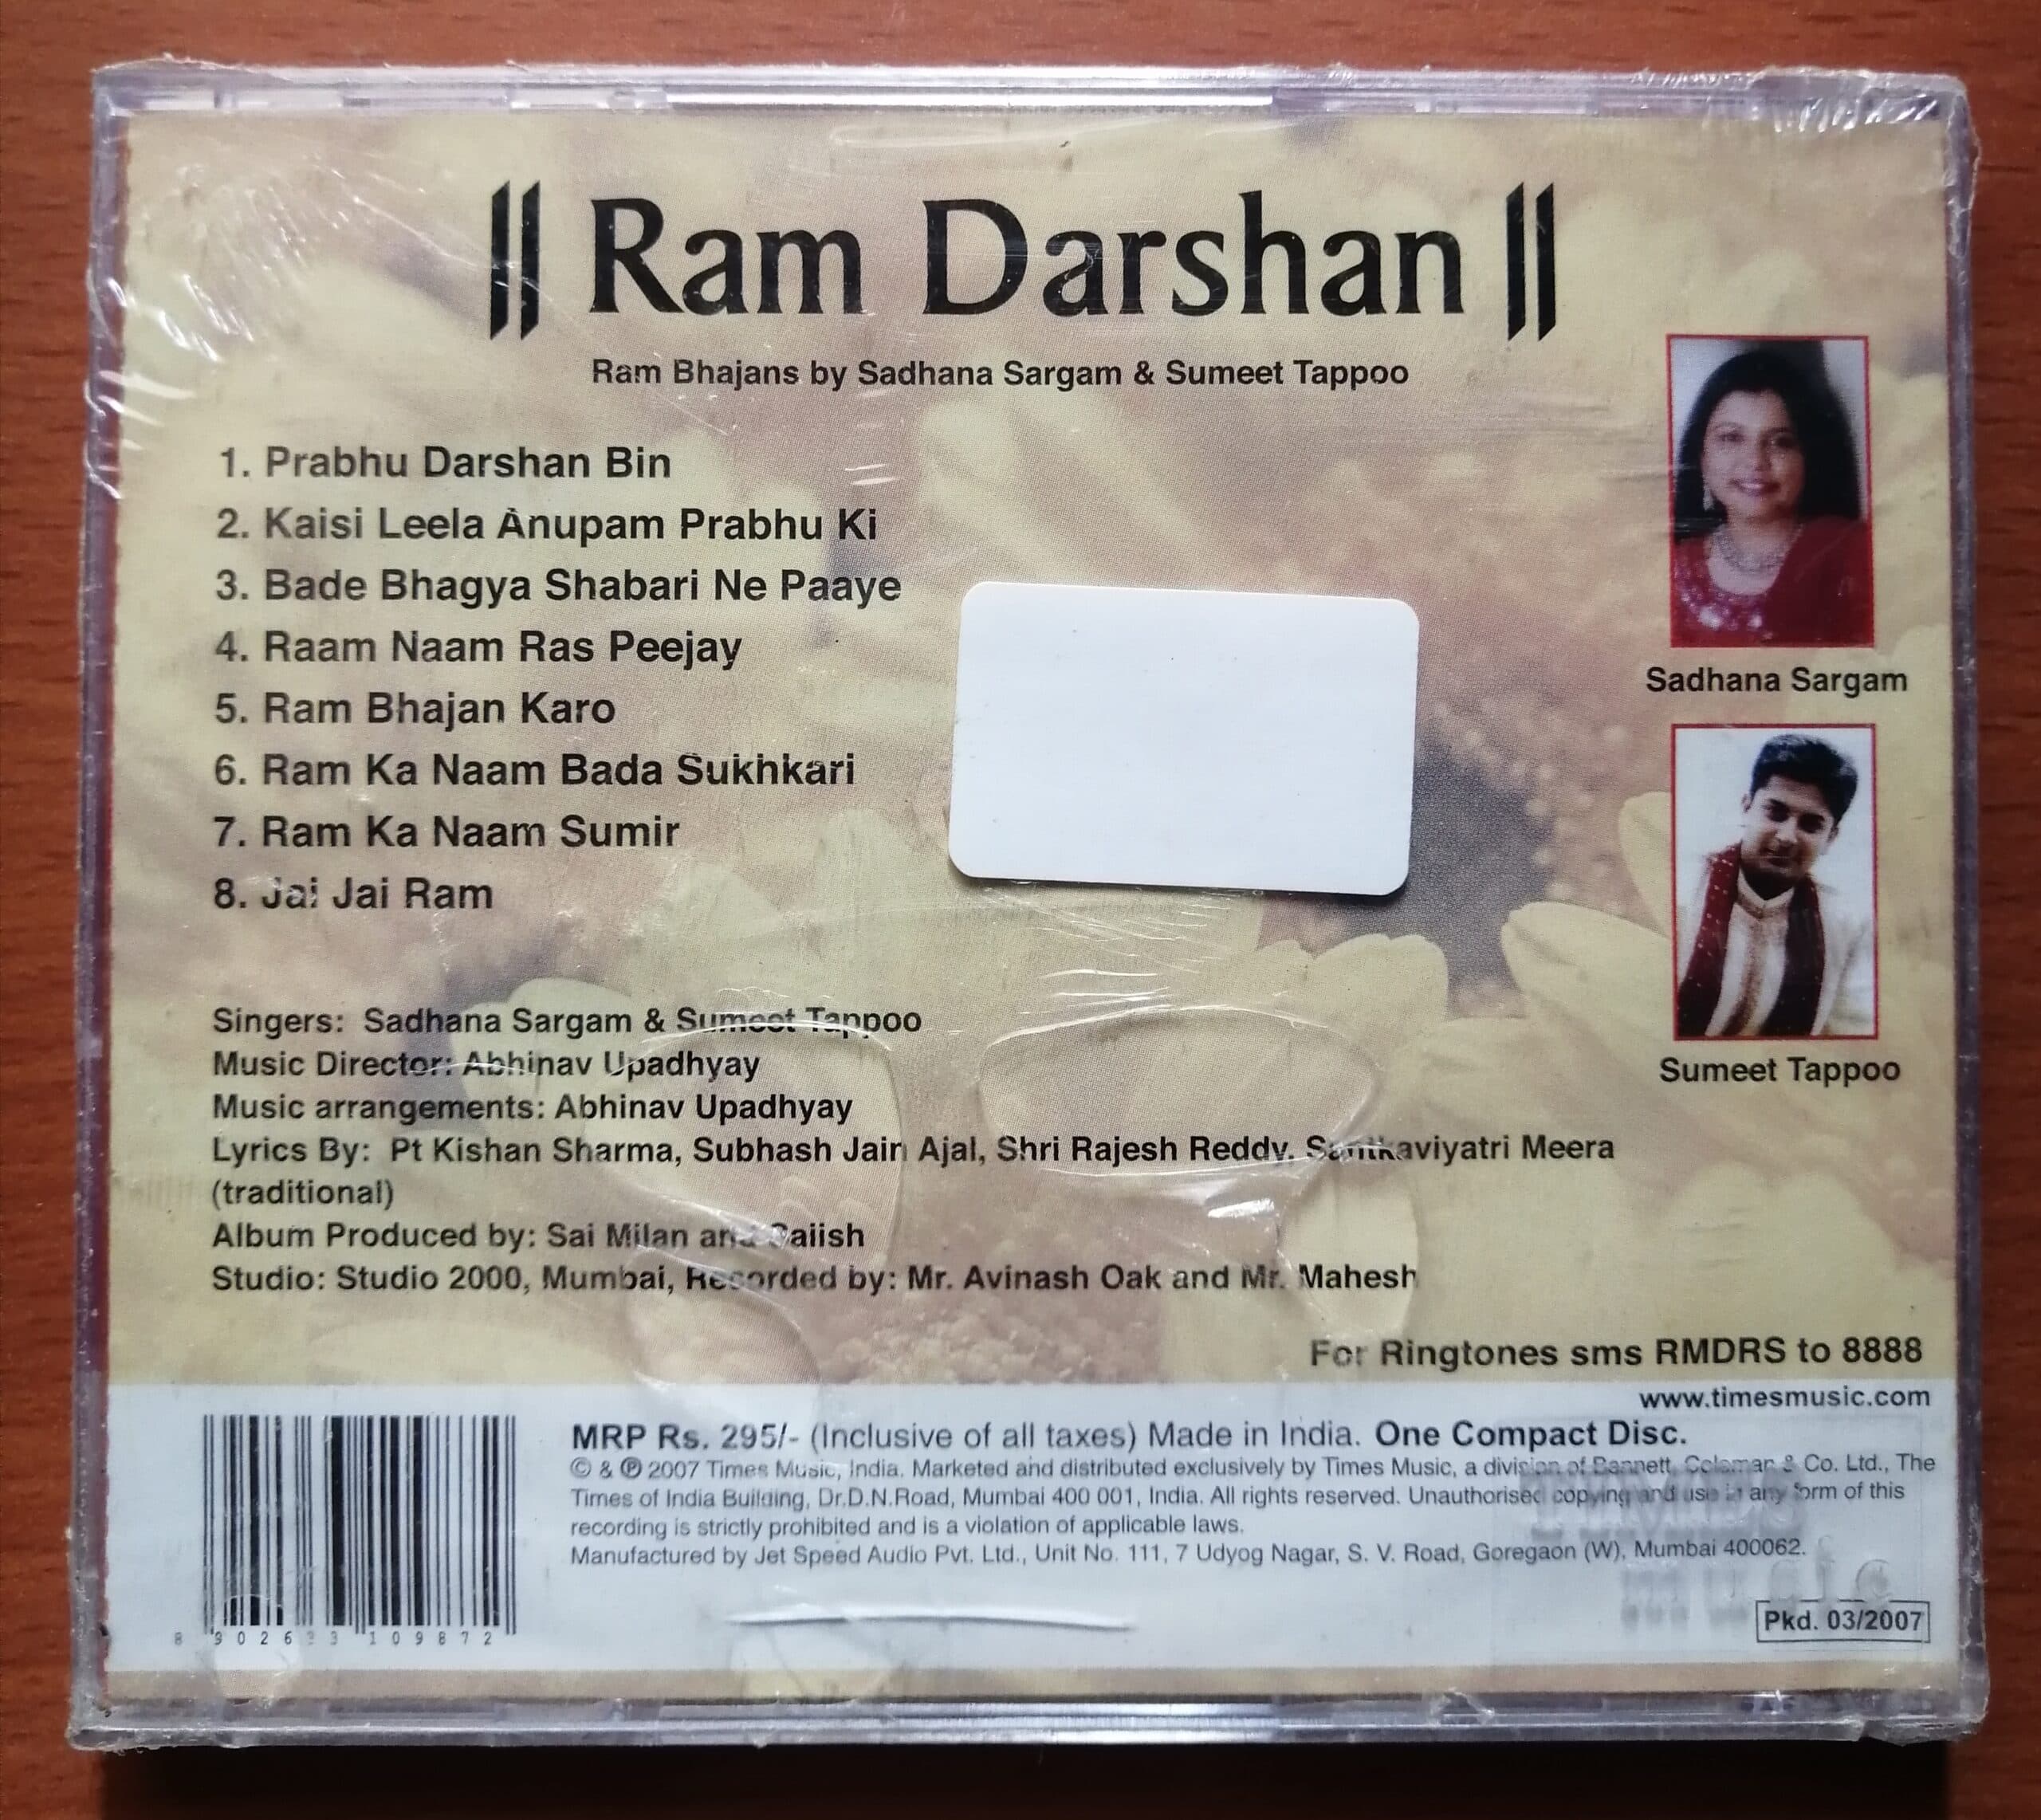 || Ram Darshan ||
Ram Bhajans by Sadhana Sargam & Sumeet Tappoo
1. Prabhu Darshan Bin
2. Kaisi Leela Anupam Prabhu Ki
3. Bade Bhagya Shabari Ne Paaye
4. Raam Naam Ras Peejay
5. Ram Bhajan Karo
6. Ram Ka Naam Bada Sukhkari
7. Ram Ka Naam Sumir
8. Jai Jai Ram
Sadhana Sargam
Sumeet Tappoo
Singers: Sadhana Sargam & Sumeet Tappoo
Music Director: Abhinav Upadhyay
Music arrangements: Abhinav Upadhyay
Lyrics By: Pt Kishan Sharma, Subhash Jain Ajal, Shri Rajesh Reddy, Santkaviyatri Meera
(traditional)
Album Produced by: Sai Milan and Saiish
Studio: Studio 2000, Mumbai, Recorded by: Mr. Avinash Oak and Mr. Mahesh
For Ringtones sms RMDRS to 8888
www.timesmusic.com
MRP Rs. 295/- (Inclusive of all taxes) Made in India. One Compact Disc.
© & ℗ 2007 Times Music, India. Marketed and distributed exclusively by Times Music, a division of Bennett, Coleman & Co. Ltd., The
Times of India Building, Dr.D.N.Road, Mumbai 400 001, India. All rights reserved. Unauthorised copying and use in any form of this
recording is strictly prohibited and is a violation of applicable laws.
Manufactured by Jet Speed Audio Pvt. Ltd., Unit No. 111, 7 Udyog Nagar, S. V. Road, Goregaon (W), Mumbai 400062.
times
music
Pkd. 03/2007